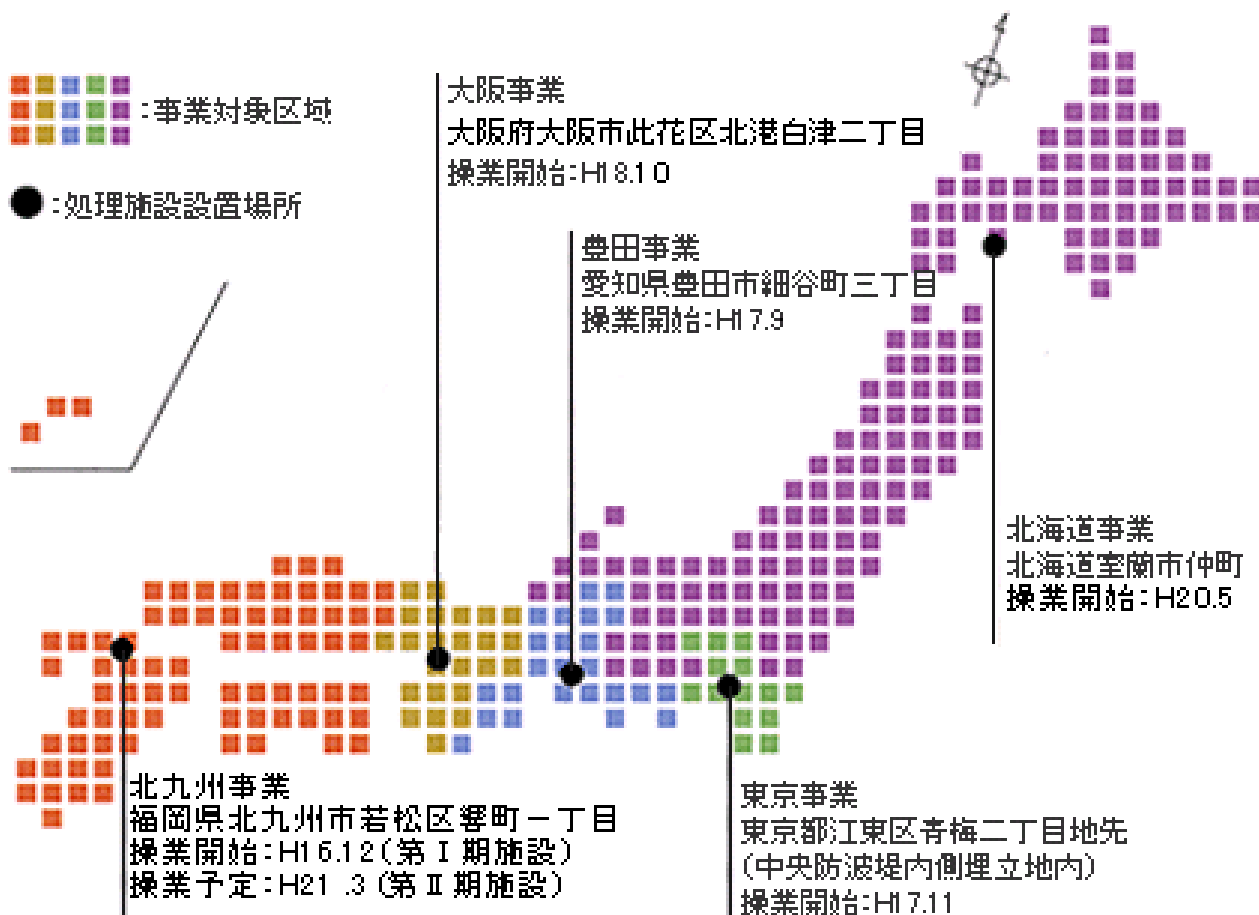 :事業対象区域
:処理施設設置場所
大阪事業
大阪府大阪市此花区北港白津二丁目
操業開始:H18.10
豊田事業
愛知県豊田市細谷町三丁目
操業開始:H17.9
北海道事業
北海道室蘭市仲町
操業開始:H20.5
北九州事業
福岡県北九州市若松区響町一丁目
操業開始:H16.12(第Ⅰ期施設)
操業予定:H21.3(第Ⅱ期施設)
東京事業
東京都江東区青梅二丁目地先
(中央防波堤内側埋立地内)
操業開始:H17.11